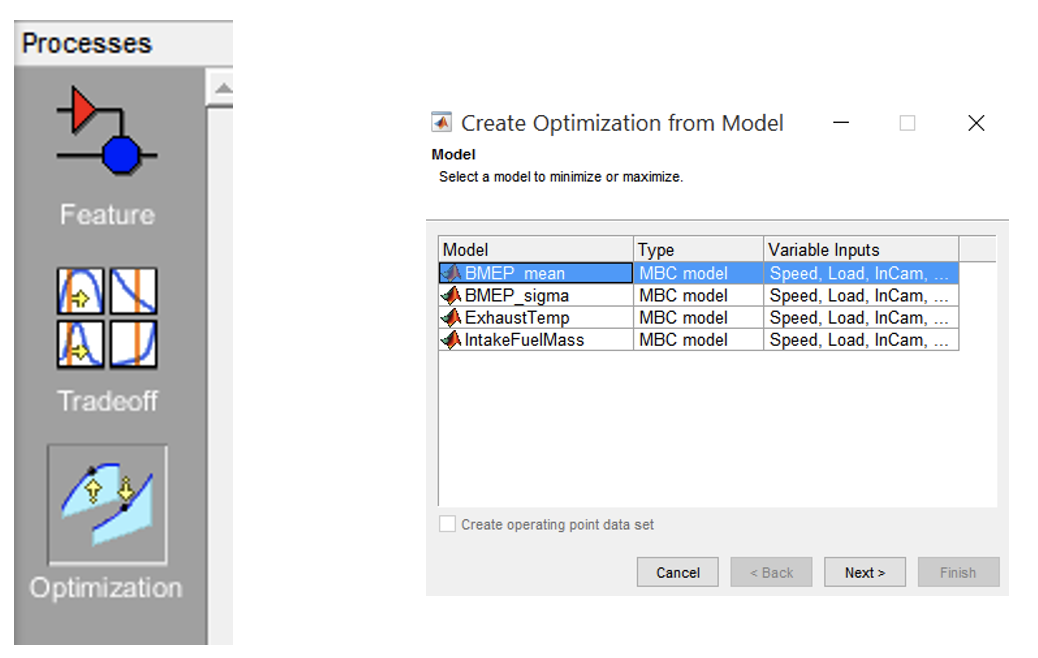 Processes
Feature
Tradeoff
Optimization
Create Optimization from Model
Model
Select a model to minimize or maximize.
Model Type Variable Inputs
BMEP_mean MBC model Speed, Load, InCam, ...
BMEP_sigma MBC model Speed, Load, InCam, ...
ExhaustTemp MBC model Speed, Load, InCam, ...
IntakeFuelMass MBC model Speed, Load, InCam, ...
Create operating point data set
Cancel < Back Next > Finish